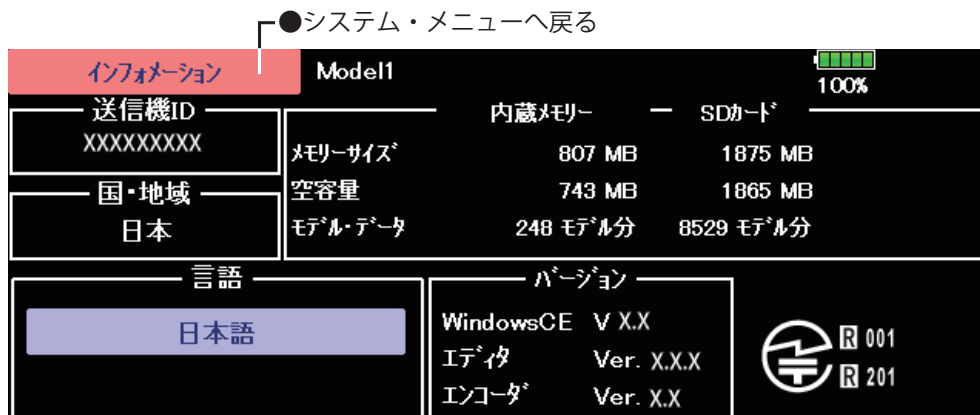 ●システム・メニューへ戻る
インフォメーション Model1 100%
送信機ID
XXXXXXXXX
国・地域
日本
内蔵メモリー SDカード
メモリーサイズ 807 MB 1875 MB
空容量 743 MB 1865 MB
モデル・データ 248 モデル分 8529 モデル分
言語
日本語
バージョン
WindowsCE V X.X
エディタ Ver. X.X.X
エンコーダ Ver. X.X
R 001
R 201